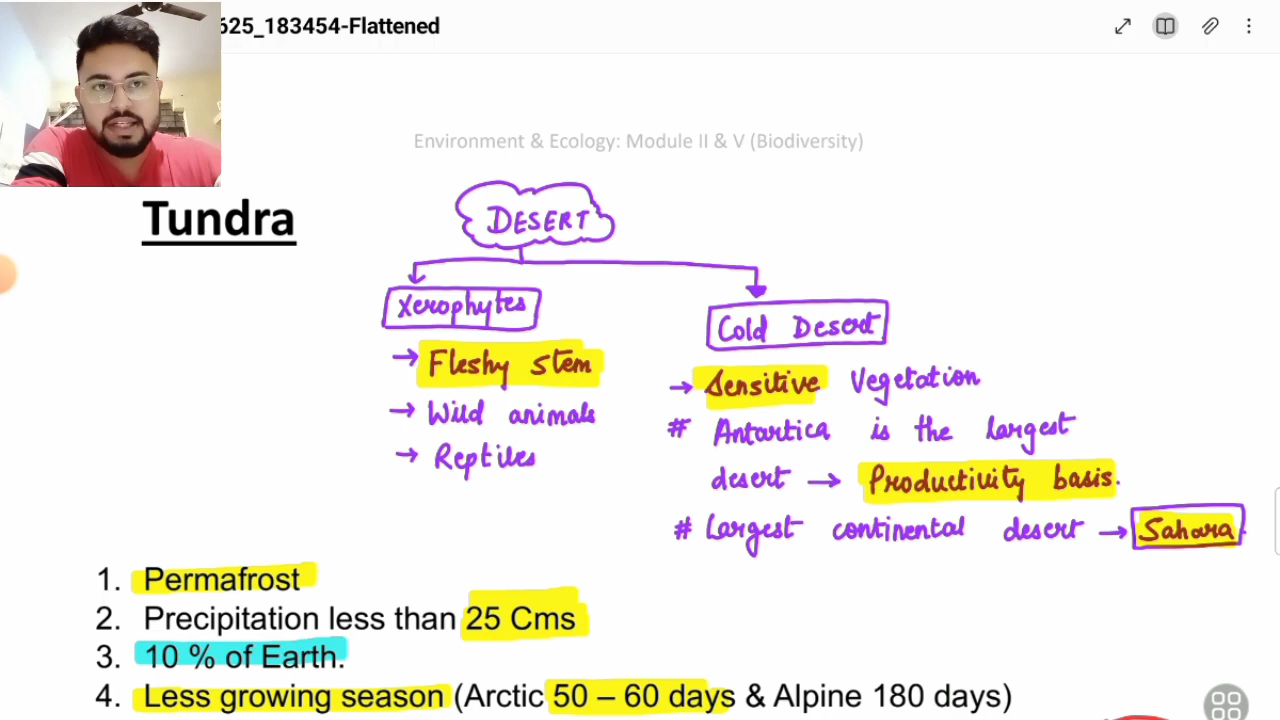 625_183454-Flattened
Environment & Ecology: Module II & V (Biodiversity)
Tundra
DESERT
Xerophytes
→ Fleshy stem
→ Wild animals
→ Reptiles
Cold Desert
→ Sensitive Vegetation
# Antartica is the largest
desert → Productivity basis.
# Largest continental desert → Sahara.
1. Permafrost
2. Precipitation less than 25 Cms
3. 10 % of Earth.
4. Less growing season (Arctic 50 – 60 days & Alpine 180 days)